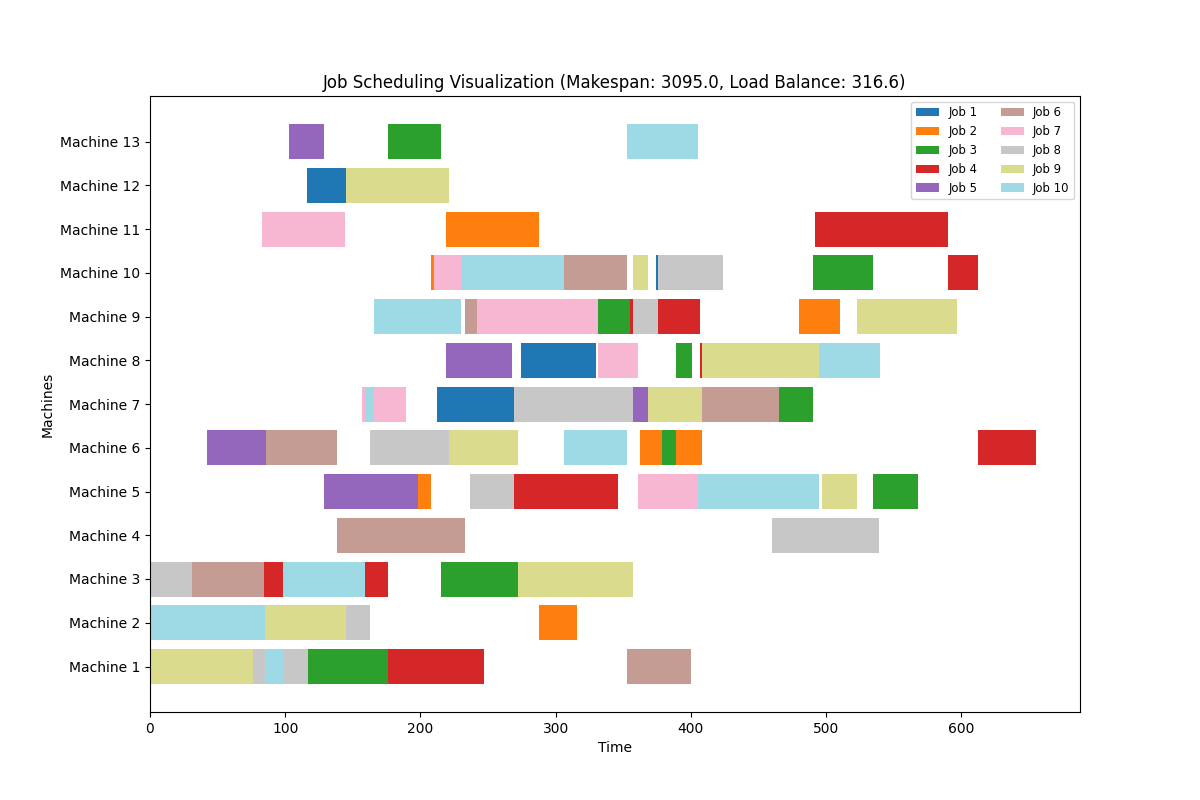 Job Scheduling Visualization (Makespan: 3095.0, Load Balance: 316.6)
Job 1
Job 2
Job 3
Job 4
Job 5
Job 6
Job 7
Job 8
Job 9
Job 10
Machines
Machine 13
Machine 12
Machine 11
Machine 10
Machine 9
Machine 8
Machine 7
Machine 6
Machine 5
Machine 4
Machine 3
Machine 2
Machine 1
0 100 200 300 400 500 600
Time